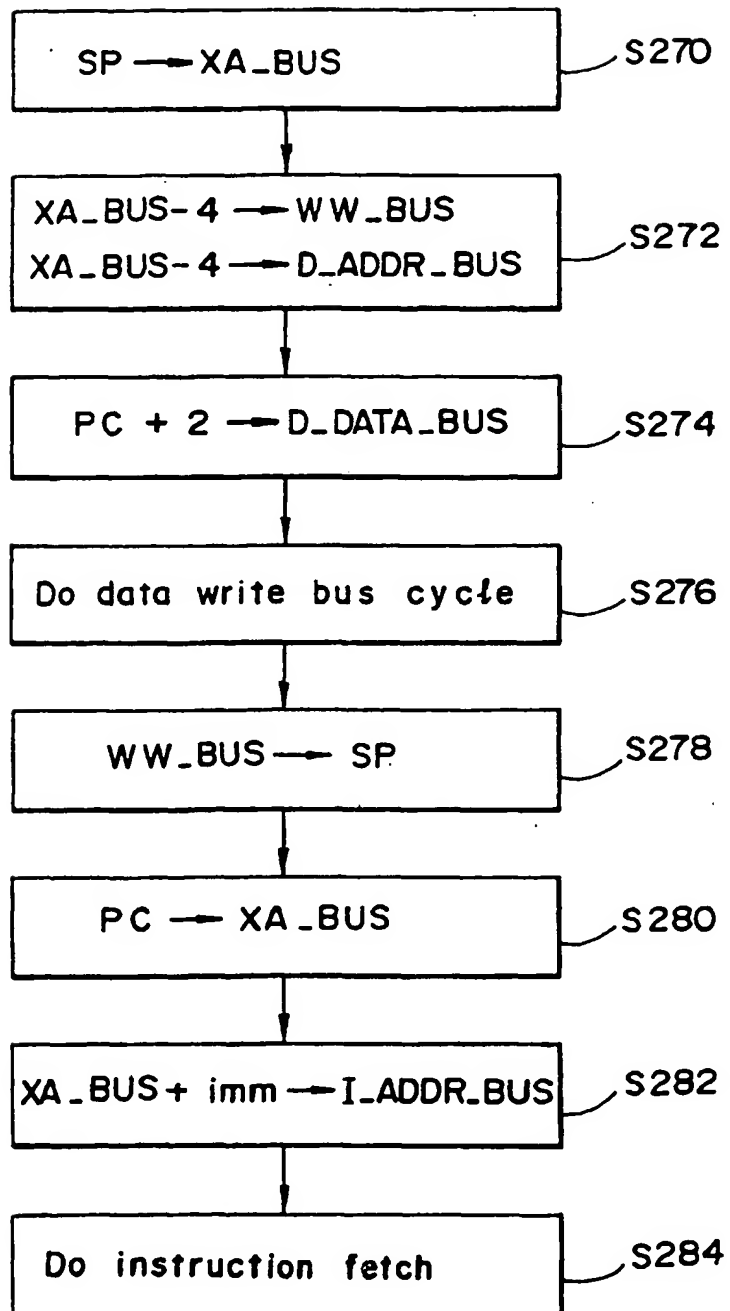 SP → XA_BUS
S270
XA_BUS-4 → WW_BUS
XA_BUS-4 → D_ADDR_BUS
S272
PC + 2 → D_DATA_BUS
S274
Do data write bus cycle
S276
WW_BUS → SP
S278
PC → XA_BUS
S280
XA_BUS + imm → I_ADDR_BUS
S282
Do instruction fetch
S284